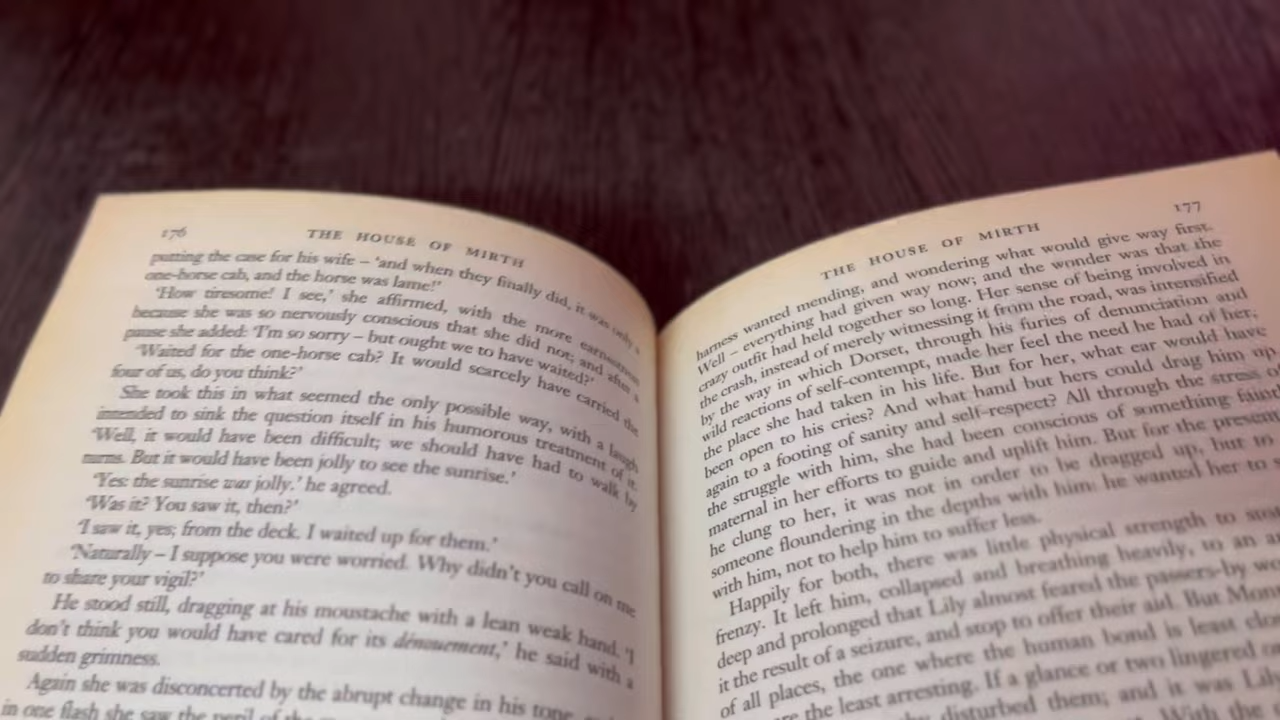 176
THE HOUSE OF MIRTH
putting the case for his wife – 'and when they finally did, it was only a
one-horse cab, and the horse was lame!'
'How tiresome! I see,' she affirmed, with the more earnestness
because she was so nervously conscious that she did not; and after a
pause she added: 'I'm so sorry – but ought we to have waited?'
'Waited for the one-horse cab? It would scarcely have carried the
four of us, do you think?'
She took this in what seemed the only possible way, with a laugh
intended to sink the question itself in his humorous treatment of it.
'Well, it would have been difficult; we should have had to walk by
turns. But it would have been jolly to see the sunrise.'
'Yes: the sunrise was jolly.' he agreed.
'Was it? You saw it, then?'
'I saw it, yes; from the deck. I waited up for them.'
'Naturally – I suppose you were worried. Why didn't you call on me
to share your vigil?'
He stood still, dragging at his moustache with a lean weak hand. 'I
don't think you would have cared for its dénouement,' he said with a
sudden grimness.
Again she was disconcerted by the abrupt change in his tone,
in one flash she saw the peril of the
177
THE HOUSE OF MIRTH
harness wanted mending, and wondering what would give way first.
Well – everything had given way now; and the wonder was that the
crazy outfit had held together so long. Her sense of being involved in
the crash, instead of merely witnessing it from the road, was intensified
by the way in which Dorset, through his furies of denunciation and
wild reactions of self-contempt, made her feel the need he had of her,
the place she had taken in his life. But for her, what ear would have
been open to his cries? And what hand but hers could drag him up
again to a footing of sanity and self-respect? All through the stress of
the struggle with him, she had been conscious of something faintly
maternal in her efforts to guide and uplift him. But for the present
he clung to her, it was not in order to be dragged up, but to
someone floundering in the depths with him: he wanted her to
with him, not to help him to suffer less.
Happily for both, there was little physical strength to
frenzy. It left him, collapsed and breathing heavily, to an
deep and prolonged that Lily almost feared the passers-by
it the result of a seizure, and stop to offer their aid. But
of all places, the one where the human bond is least
the least arresting. If a glance or two lingered
disturbed them; and it was Lily
With the